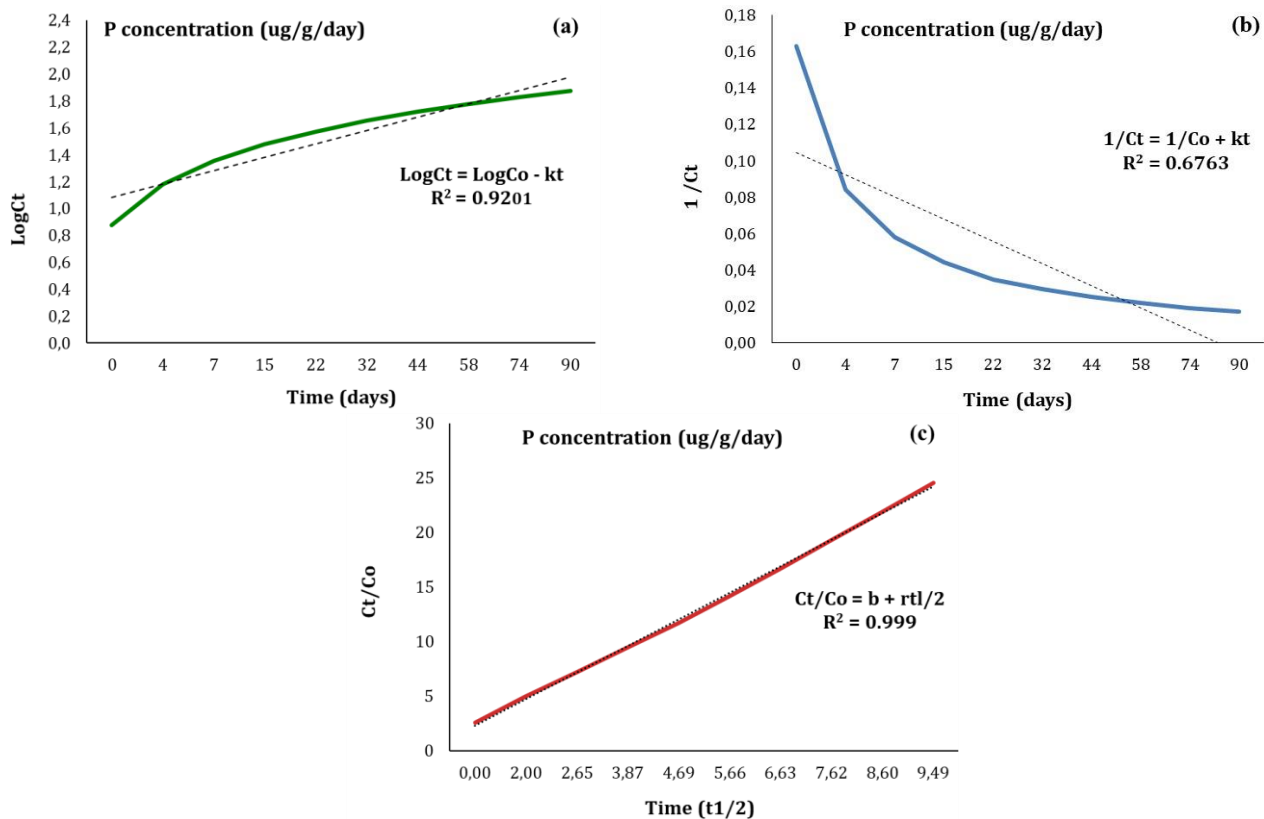 P concentration (ug/g/day)
(a)
2,4
2,2
2,0
1,8
1,6
1,4
1,2
1,0
0,8
0,6
0,4
0,2
0,0
LogCt
LogCt = LogCo - kt
R² = 0.9201
0 4 7 15 22 32 44 58 74 90
Time (days)
P concentration (ug/g/day)
(b)
0,18
0,16
0,14
0,12
0,10
0,08
0,06
0,04
0,02
0,00
1 /Ct
1/Ct = 1/Co + kt
R² = 0.6763
0 4 7 15 22 32 44 58 74 90
Time (days)
P concentration (ug/g/day)
(c)
30
25
20
15
10
5
0
Ct/Co
Ct/Co = b + rtl/2
R² = 0.999
0,00 2,00 2,65 3,87 4,69 5,66 6,63 7,62 8,60 9,49
Time (t1/2)